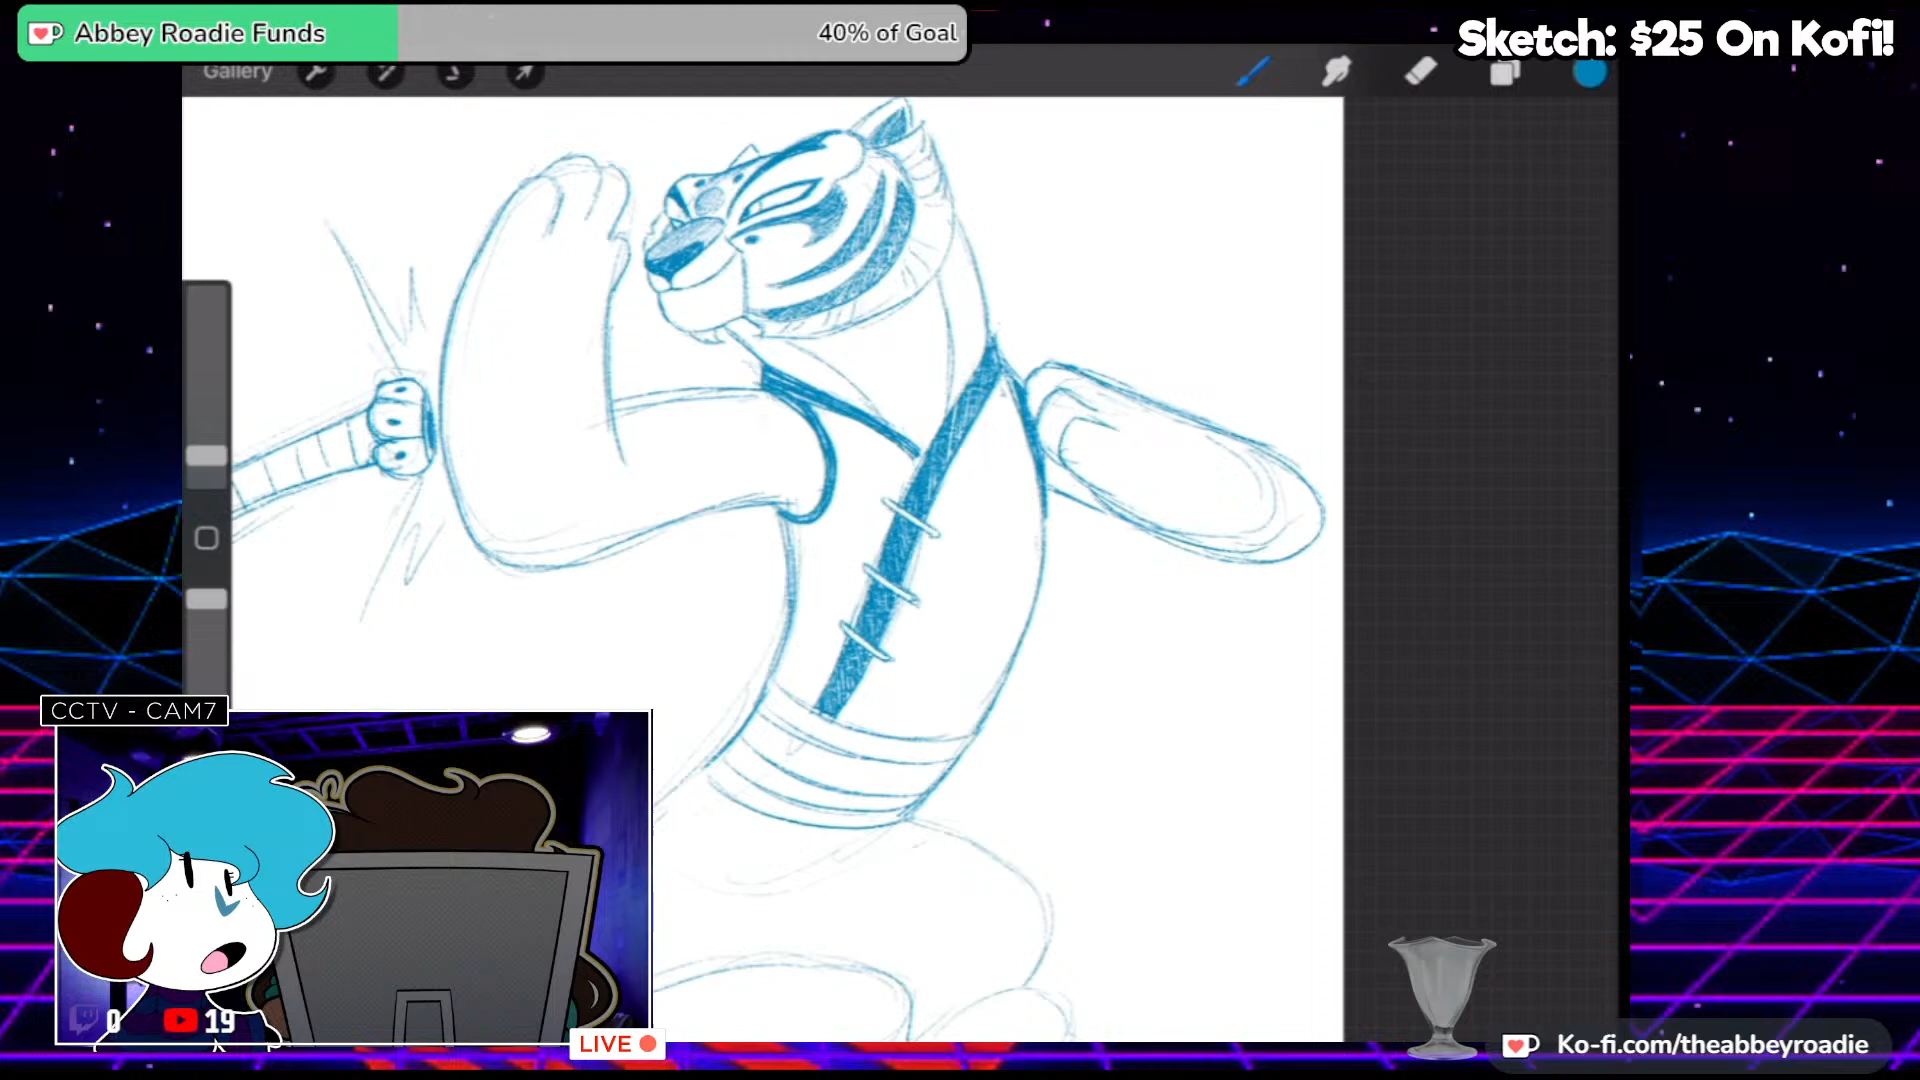 Abbey Roadie Funds
40% of Goal
Sketch: $25 On Kofi!
Gallery
CCTV - CAM7
0
19
LIVE
Ko-fi.com/theabbeyroadie